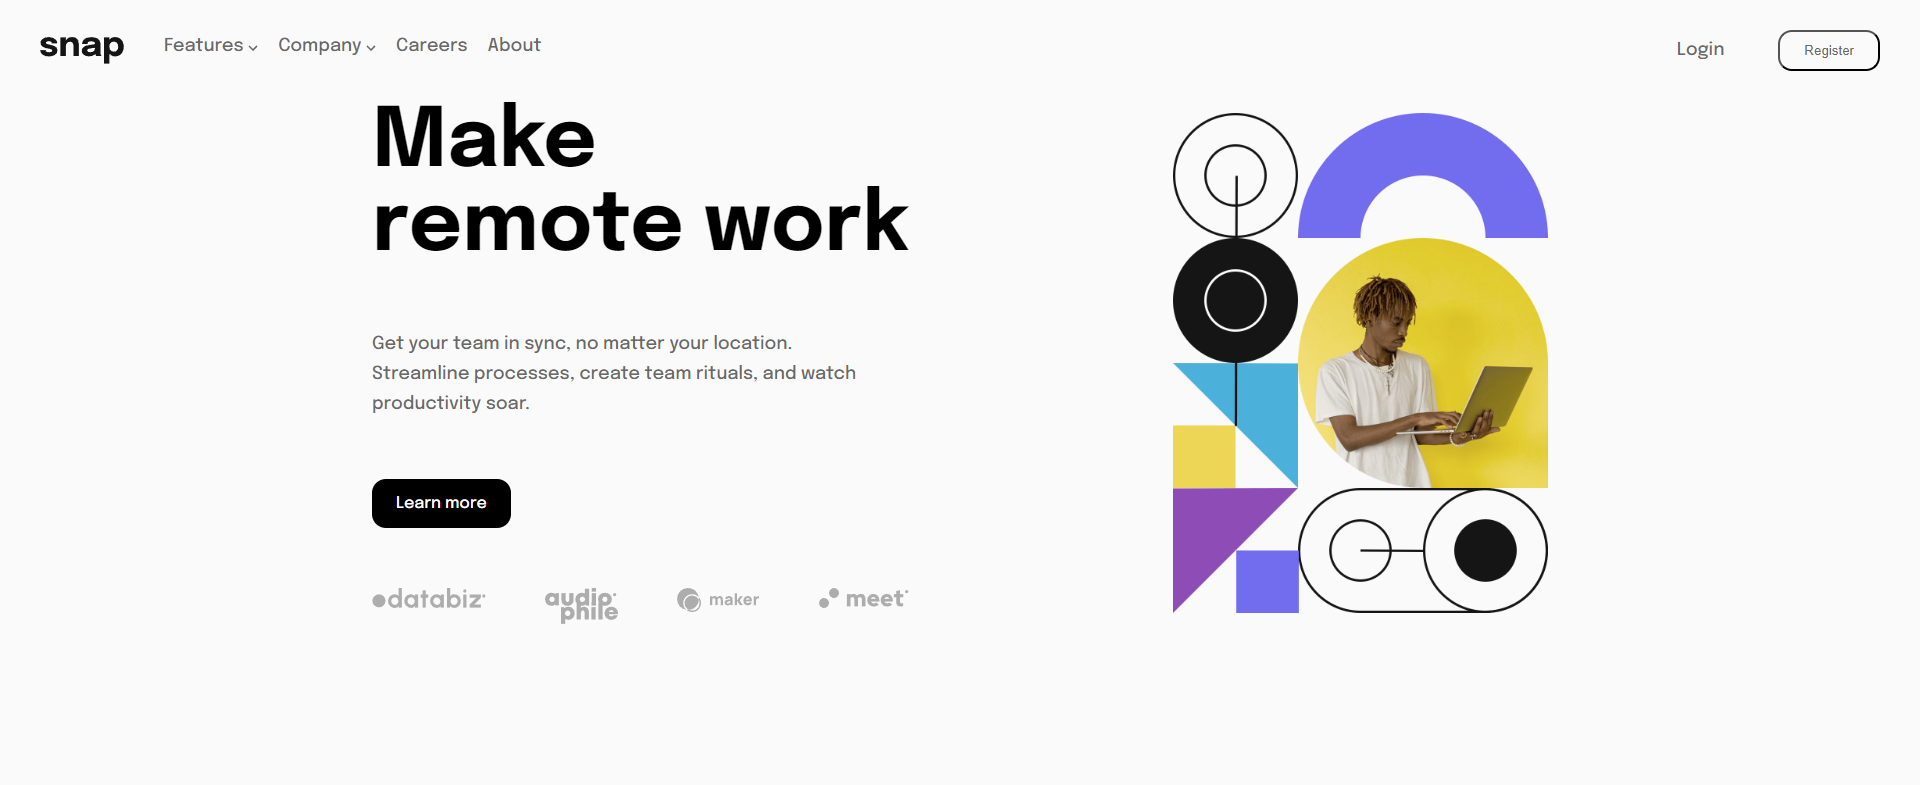 snap Features Company Careers About Login Register
Make
remote work
Get your team in sync, no matter your location.
Streamline processes, create team rituals, and watch
productivity soar.
Learn more
databiz audiophile maker meet